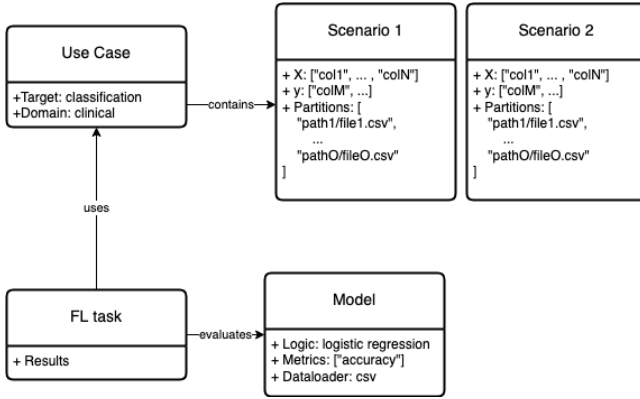 Use Case
+Target: classification
+Domain: clinical
contains
Scenario 1
+ X: ["col1", ... , "colN"]
+ y: ["colM", ...]
+ Partitions: [
"path1/file1.csv",
...
"pathO/fileO.csv"
]
Scenario 2
+ X: ["col1", ... , "colN"]
+ y: ["colM", ...]
+ Partitions: [
"path1/file1.csv",
...
"pathO/fileO.csv"
]
uses
FL task
+ Results
evaluates
Model
+ Logic: logistic regression
+ Metrics: ["accuracy"]
+ Dataloader: csv